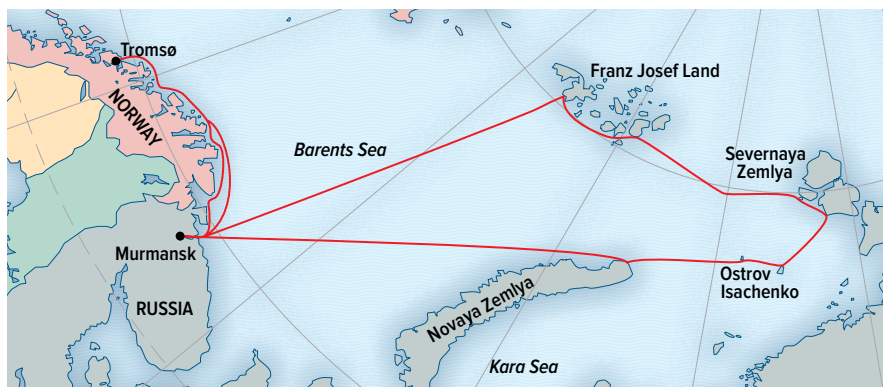 Tromsø
NORWAY
Franz Josef Land
Barents Sea
Severnaya
Zemlya
Murmansk
RUSSIA
Novaya Zemlya
Ostrov
Isachenko
Kara Sea